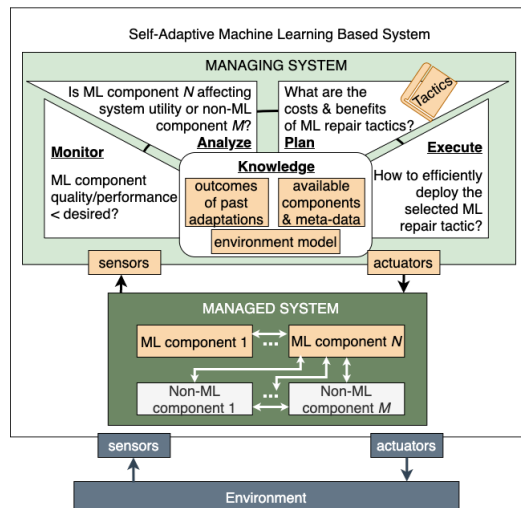 Self-Adaptive Machine Learning Based System
MANAGING SYSTEM
Is ML component N affecting
system utility or non-ML
component M?
Analyze
What are the
costs & benefits
of ML repair tactics?
Plan
Tactics
Monitor
ML component
quality/performance
< desired?
Knowledge
outcomes
of past
adaptations
available
components
& meta-data
environment model
Execute
How to efficiently
deploy the
selected ML
repair tactic?
sensors
actuators
MANAGED SYSTEM
ML component 1
...
ML component N
Non-ML
component 1
...
Non-ML
component M
sensors
actuators
Environment